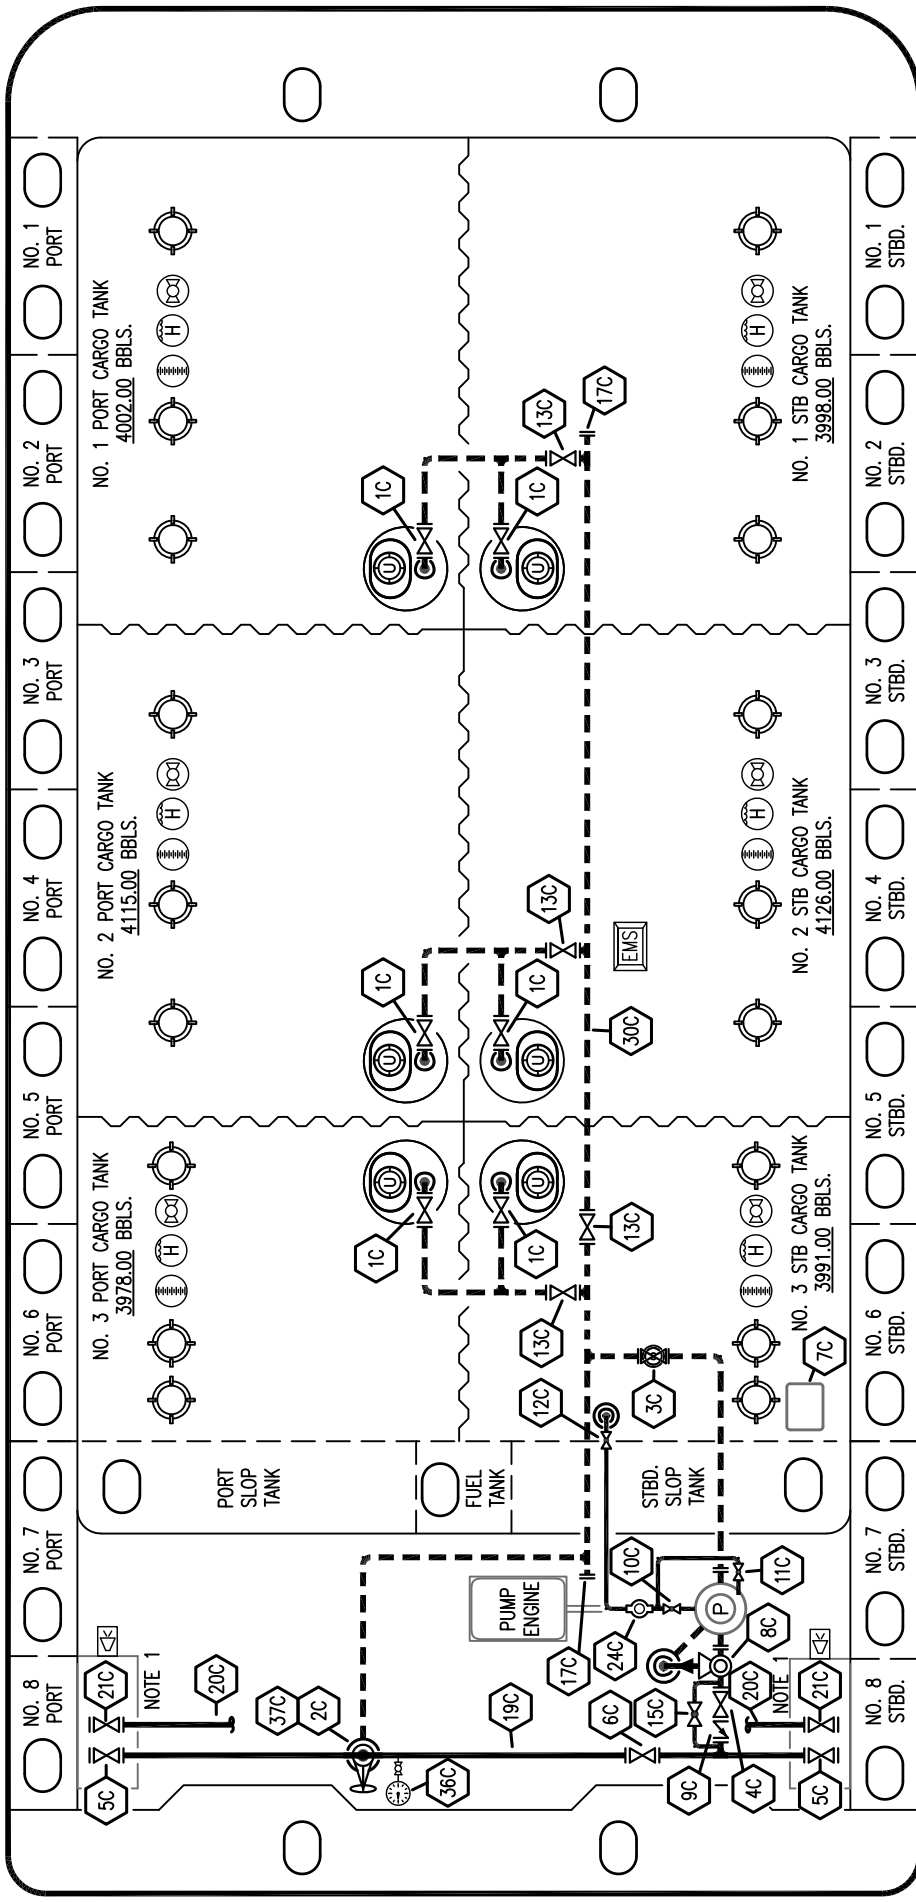 NO. 8
PORT
NO. 7
PORT
NO. 6
PORT
NO. 5
PORT
NO. 4
PORT
NO. 3
PORT
NO. 2
PORT
NO. 1
PORT
NO. 3 PORT CARGO TANK
3978.00 BBLS.
NO. 2 PORT CARGO TANK
4115.00 BBLS.
NO. 1 PORT CARGO TANK
4002.00 BBLS.
H
H
H
21C
5C
NOTE 1
20C
PORT
SLOP
TANK
37C
2C
36C
19C
1C
1C
1C
U
U
U
FUEL
TANK
PUMP
ENGINE
U
U
U
1C
1C
1C
17C
12C
13C
13C
13C
13C
17C
30C
EMS
6C
24C
10C
STBD.
SLOP
TANK
3C
15C
P
9C
4C
20C
8C
11C
NOTE 1
21C
5C
7C
H
H
H
NO. 3 STB CARGO TANK
3991.00 BBLS.
NO. 2 STB CARGO TANK
4126.00 BBLS.
NO. 1 STB CARGO TANK
3998.00 BBLS.
NO. 8
STBD.
NO. 7
STBD.
NO. 6
STBD.
NO. 5
STBD.
NO. 4
STBD.
NO. 3
STBD.
NO. 2
STBD.
NO. 1
STBD.